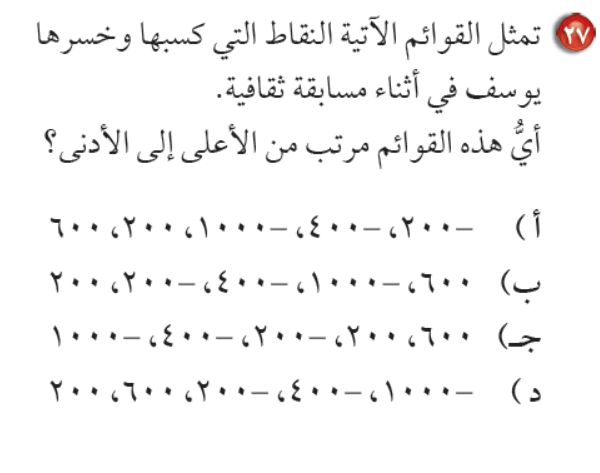 ٢٧ تمثل القوائم الآتية النقاط التي كسبها وخسرها
يوسف في أثناء مسابقة ثقافية.
أيُّ هذه القوائم مرتب من الأعلى إلى الأدنى؟
أ) −٢٠٠، −٤٠٠، −١٠٠٠، ٢٠٠، ٦٠٠
ب) ٦٠٠، −١٠٠٠، −٤٠٠، −٢٠٠، ٢٠٠
جـ) ٦٠٠، ٢٠٠، −٢٠٠، −٤٠٠، −١٠٠٠
د) −١٠٠٠، −٤٠٠، −٢٠٠، ٦٠٠، ٢٠٠